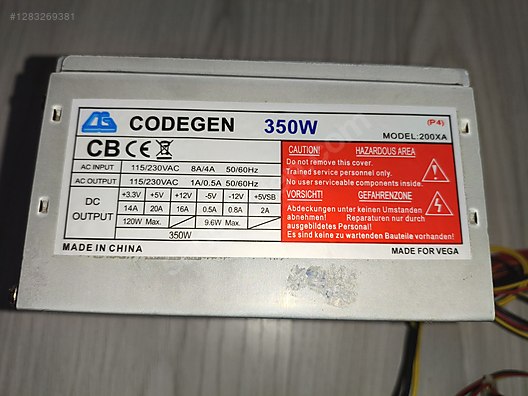 #1283269381
CODEGEN 350W (P4)
MODEL:200XA
CB CE
AC INPUT 115/230VAC 8A/4A 50/60Hz
AC OUTPUT 115/230VAC 1A/0.5A 50/60Hz
DC OUTPUT +3.3V +5V +12V -5V -12V +5VSB
14A 20A 16A 0.5A 0.8A 2A
120W Max. 9.6W Max.
350W
MADE IN CHINA
CAUTION! HAZARDOUS AREA
Do not remove this cover.
Trained service personnel only.
No user serviceable components inside.
VORSICHT! GEFAHRENZONE
Abdeckungen unter keinen Umständen
abnehmen! Reparaturen nur durch
ausgebildetes Personal!
Es sind keine zu wartenden Bauteile vorhanden!
MADE FOR VEGA